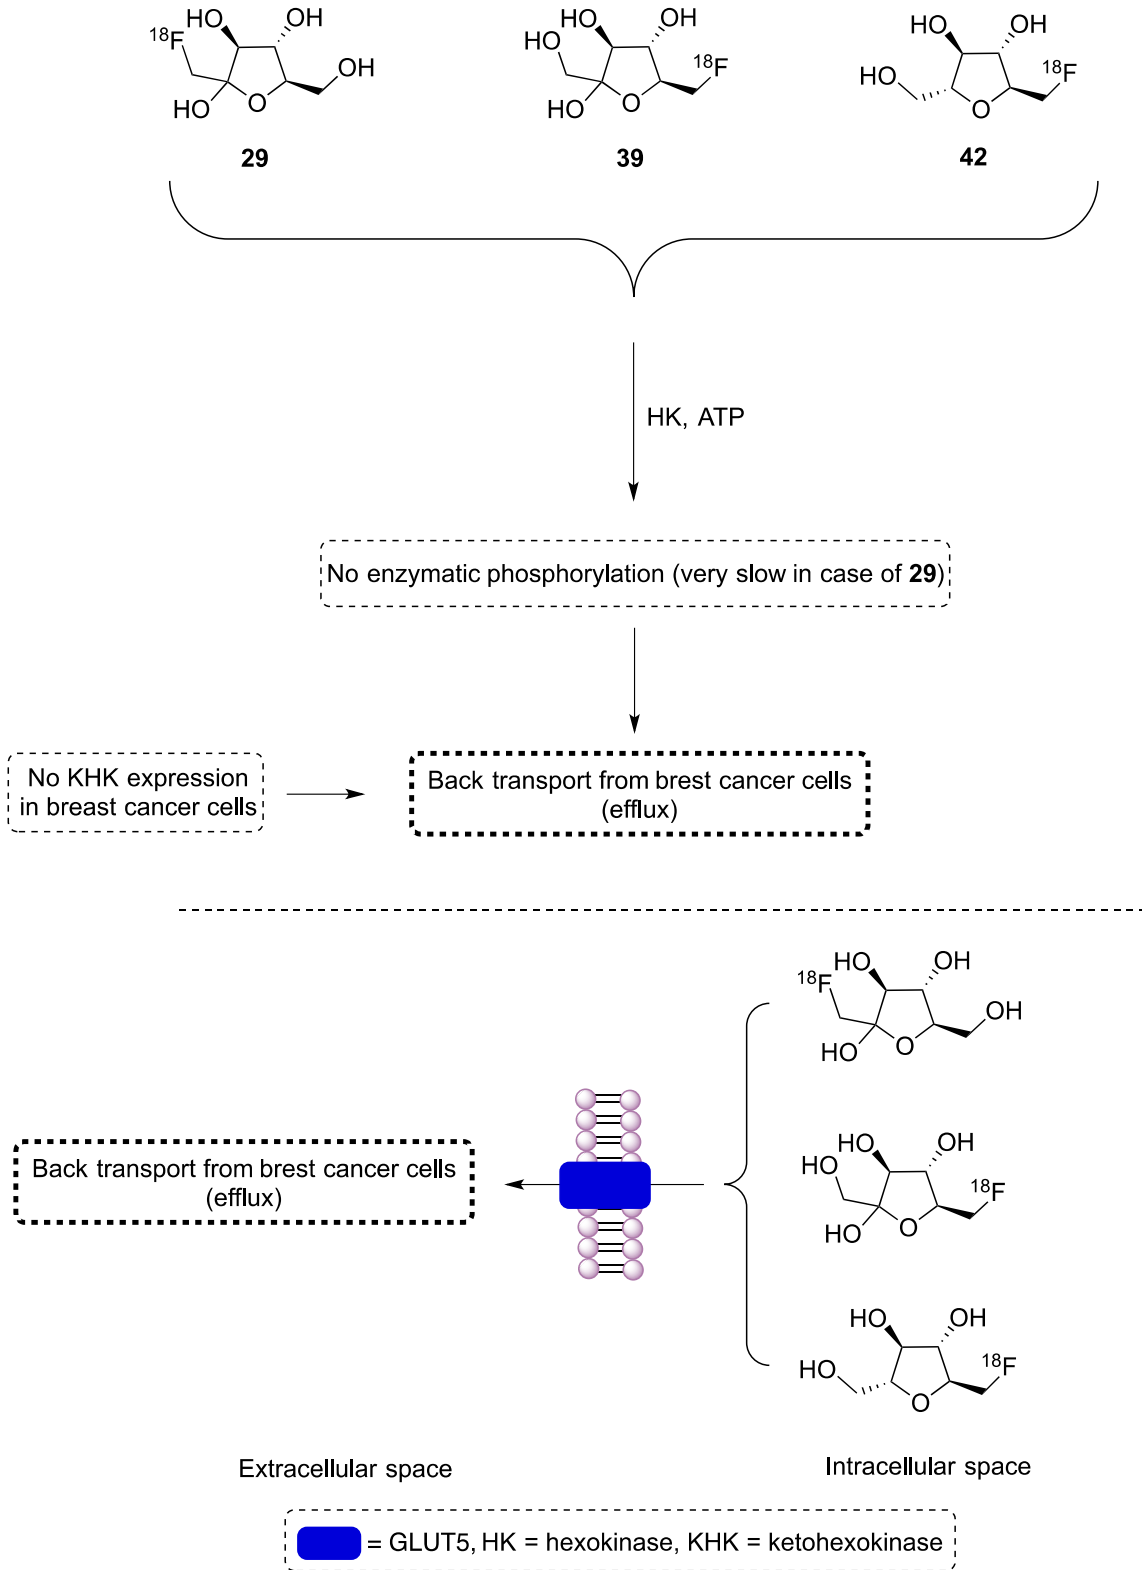 HO
OH
¹⁸F
OH
HO
O
29
HO
OH
HO
¹⁸F
HO
O
39
HO
OH
HO
¹⁸F
O
42
HK, ATP
No enzymatic phosphorylation (very slow in case of 29)
No KHK expression
in breast cancer cells
Back transport from brest cancer cells
(efflux)
HO
OH
¹⁸F
OH
HO
O
HO
OH
HO
¹⁸F
HO
O
HO
OH
HO
¹⁸F
O
Back transport from brest cancer cells
(efflux)
Extracellular space
Intracellular space
= GLUT5, HK = hexokinase, KHK = ketohexokinase